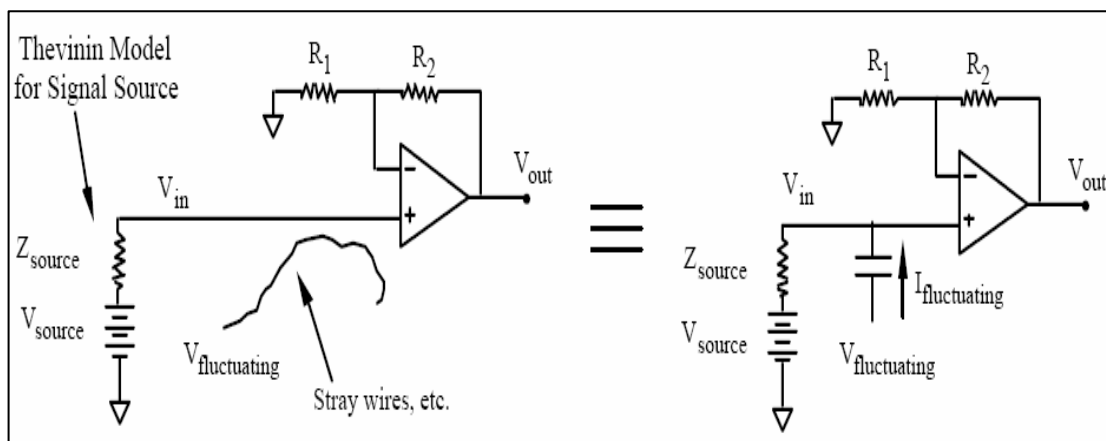 Thevinin Model
for Signal Source
R1
R2
Vout
Vin
Zsource
Vsource
Vfluctuating
Stray wires, etc.
R1
R2
Vout
Vin
Zsource
Ifluctuating
Vsource
Vfluctuating